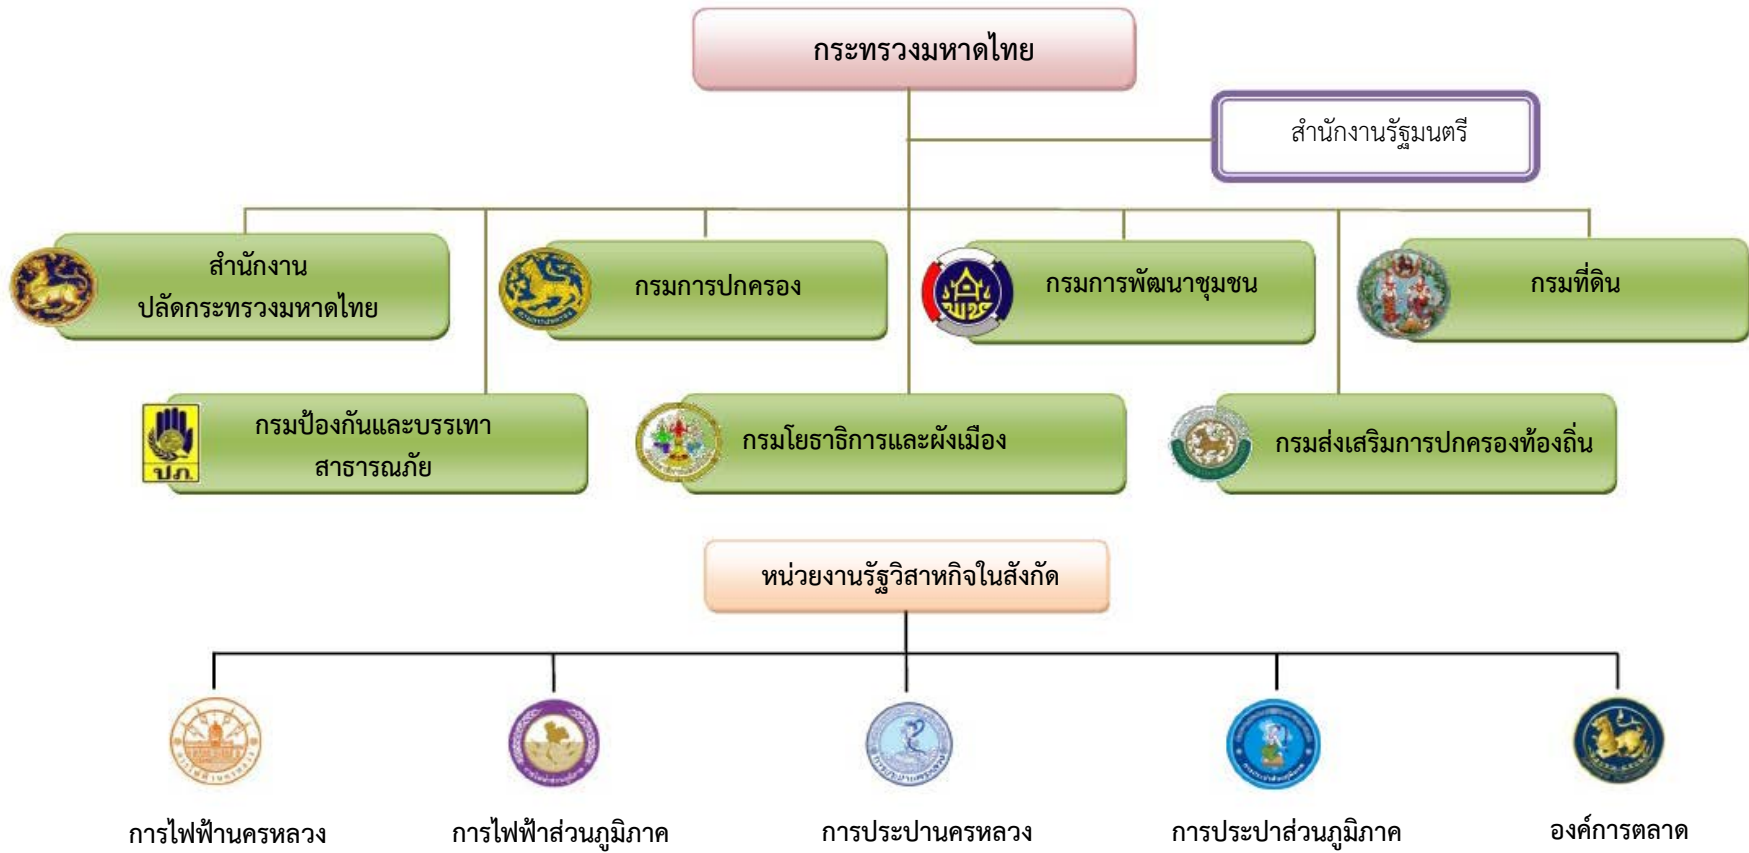 กระทรวงมหาดไทย
สำนักงานรัฐมนตรี
สำนักงาน
ปลัดกระทรวงมหาดไทย
กรมการปกครอง
กรมการพัฒนาชุมชน
กรมที่ดิน
กรมป้องกันและบรรเทา
สาธารณภัย
ปภ.
กรมโยธาธิการและผังเมือง
กรมส่งเสริมการปกครองท้องถิ่น
หน่วยงานรัฐวิสาหกิจในสังกัด
การไฟฟ้านครหลวง
การไฟฟ้าส่วนภูมิภาค
การประปานครหลวง
การประปาส่วนภูมิภาค
องค์การตลาด